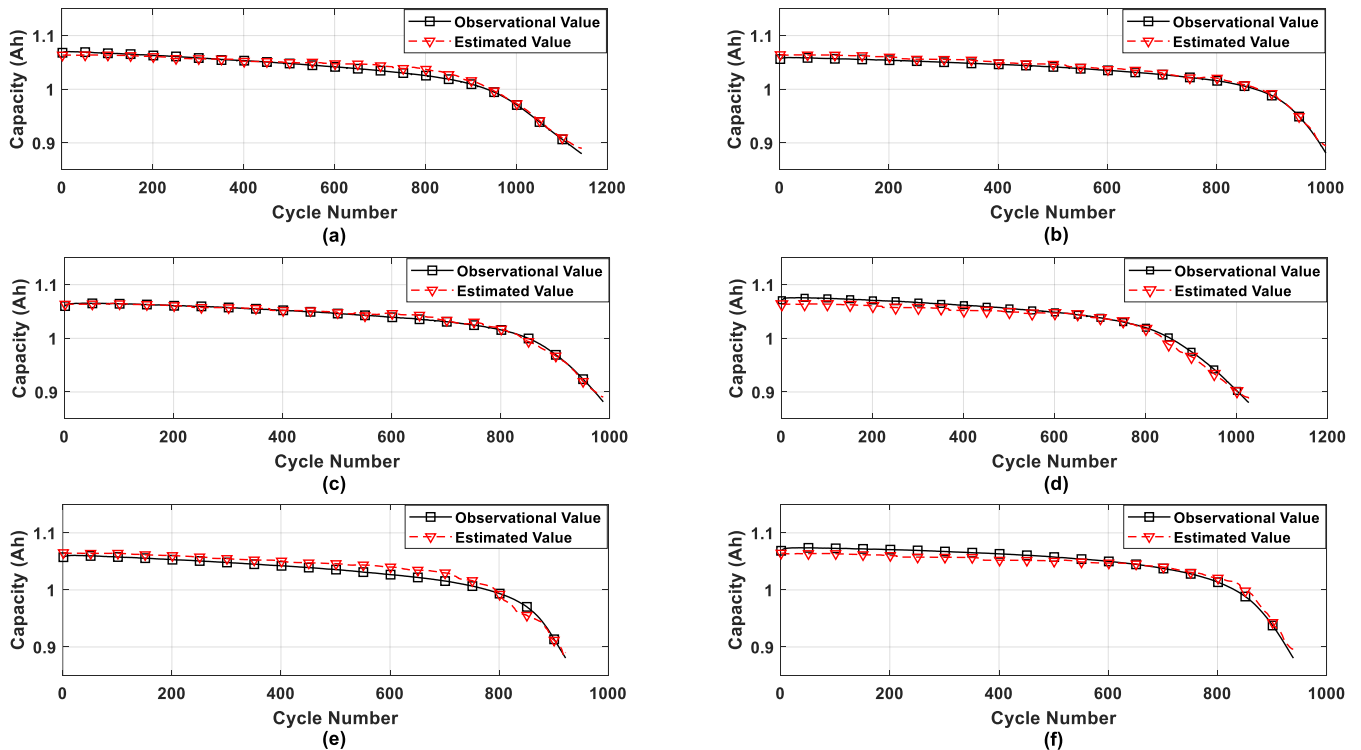 Capacity (Ah)
1.1
1
0.9
Observational Value
Estimated Value
0 200 400 600 800 1000 1200
Cycle Number
(a)
Capacity (Ah)
1.1
1
0.9
Observational Value
Estimated Value
0 200 400 600 800 1000
Cycle Number
(b)
Capacity (Ah)
1.1
1
0.9
Observational Value
Estimated Value
0 200 400 600 800 1000
Cycle Number
(c)
Capacity (Ah)
1.1
1
0.9
Observational Value
Estimated Value
0 200 400 600 800 1000 1200
Cycle Number
(d)
Capacity (Ah)
1.1
1
0.9
Observational Value
Estimated Value
0 200 400 600 800 1000
Cycle Number
(e)
Capacity (Ah)
1.1
1
0.9
Observational Value
Estimated Value
0 200 400 600 800 1000
Cycle Number
(f)